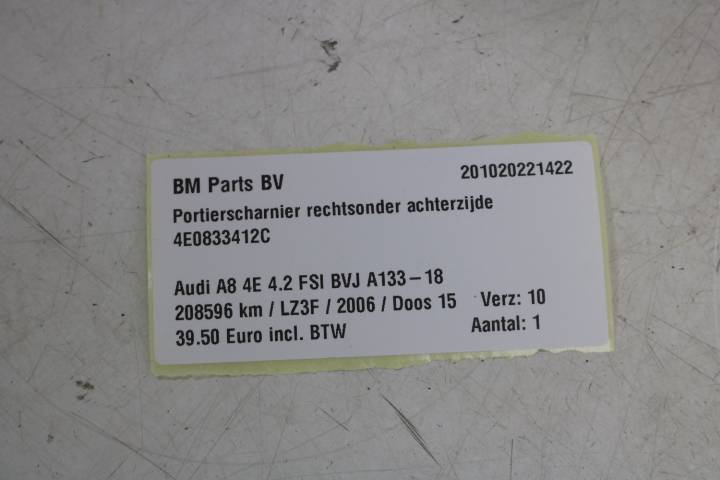 BM Parts BV 201020221422
Portierscharnier rechtsonder achterzijde
4E0833412C
Audi A8 4E 4.2 FSI BVJ A133-18
208596 km / LZ3F / 2006 / Doos 15 Verz: 10
39.50 Euro incl. BTW Aantal: 1